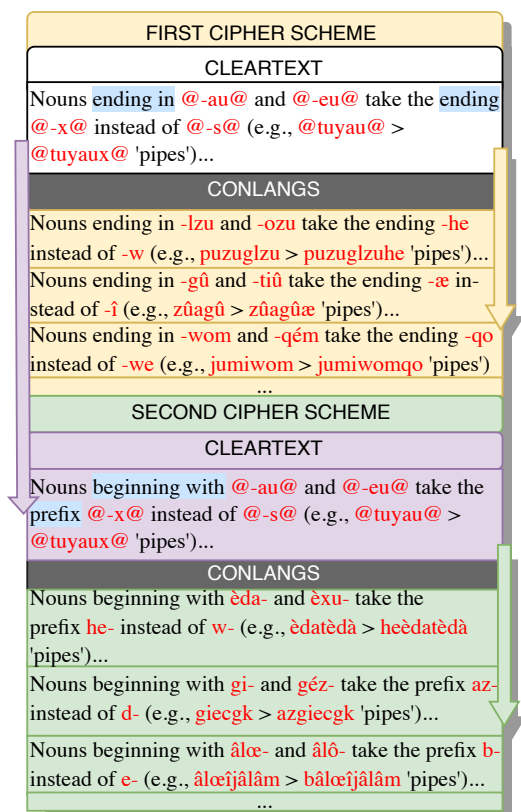 FIRST CIPHER SCHEME
CLEARTEXT
Nouns ending in @-au@ and @-eu@ take the ending
@-x@ instead of @-s@ (e.g., @tuyau@ >
@tuyaux@ 'pipes')...
CONLANGS
Nouns ending in -lzu and -ozu take the ending -he
instead of -w (e.g., puzuglzu > puzuglzuhe 'pipes')...
Nouns ending in -gû and -tiû take the ending -æ in-
stead of -î (e.g., zûagû > zûagûæ 'pipes')...
Nouns ending in -wom and -qém take the ending -qo
instead of -we (e.g., jumiwom > jumiwomqo 'pipes')
...
SECOND CIPHER SCHEME
CLEARTEXT
Nouns beginning with @-au@ and @-eu@ take the
prefix @-x@ instead of @-s@ (e.g., @tuyau@ >
@tuyaux@ 'pipes')...
CONLANGS
Nouns beginning with èda- and èxu- take the
prefix he- instead of w- (e.g., èdatèdà > heèdatèdà
'pipes')...
Nouns beginning with gi- and géz- take the prefix az-
instead of d- (e.g., giecgk > azgiecgk 'pipes')...
Nouns beginning with âlœ- and âlô- take the prefix b-
instead of e- (e.g., âlœîjâlâm > bâlœîjâlâm 'pipes')...
...